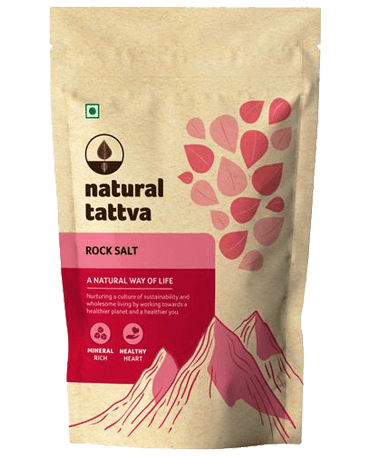 natural
tattva
ROCK SALT
A NATURAL WAY OF LIFE
Nurturing a culture of sustainability and
wholesome living by working towards a
healthier planet and a healthier you.
MINERAL
RICH
HEALTHY
HEART